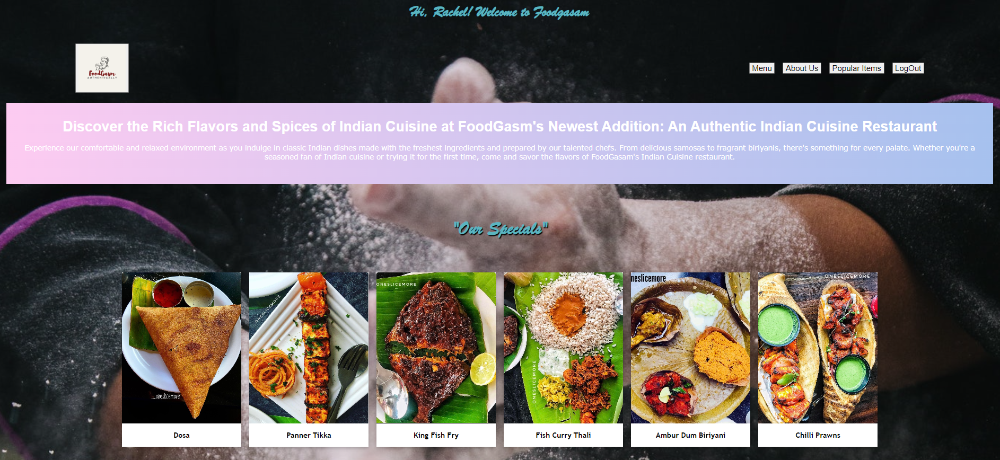 Hi, Rachel! Welcome to Foodgasam
FoodGasm
AUTHENTICALLY
Menu About Us Popular Items LogOut
Discover the Rich Flavors and Spices of Indian Cuisine at FoodGasm's Newest Addition: An Authentic Indian Cuisine Restaurant
Experience our comfortable and relaxed environment as you indulge in classic Indian dishes made with the freshest ingredients and prepared by our talented chefs. From delicious samosas to fragrant biriyanis, there's something for every palate. Whether you're a
seasoned fan of Indian cuisine or trying it for the first time, come and savor the flavors of FoodGasam's Indian Cuisine restaurant.
"Our Specials"
__oneslicemore
ONESLICEMORE
ONESLICEMORE
ONESLICEMORE
neslicemore
ONESLICEMORE
Dosa
Panner Tikka
King Fish Fry
Fish Curry Thali
Ambur Dum Biriyani
Chilli Prawns